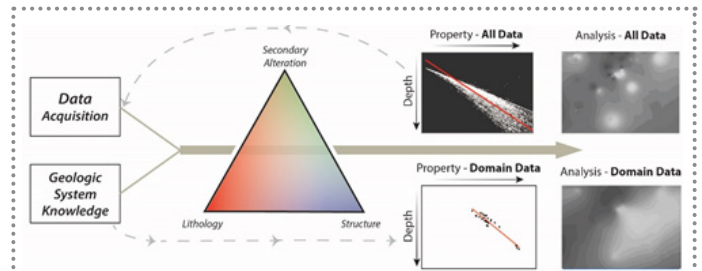 Data
Acquisition
Geologic
System
Knowledge
Secondary
Alteration
Lithology
Structure
Property - All Data
Depth
Analysis - All Data
Property - Domain Data
Depth
Analysis - Domain Data